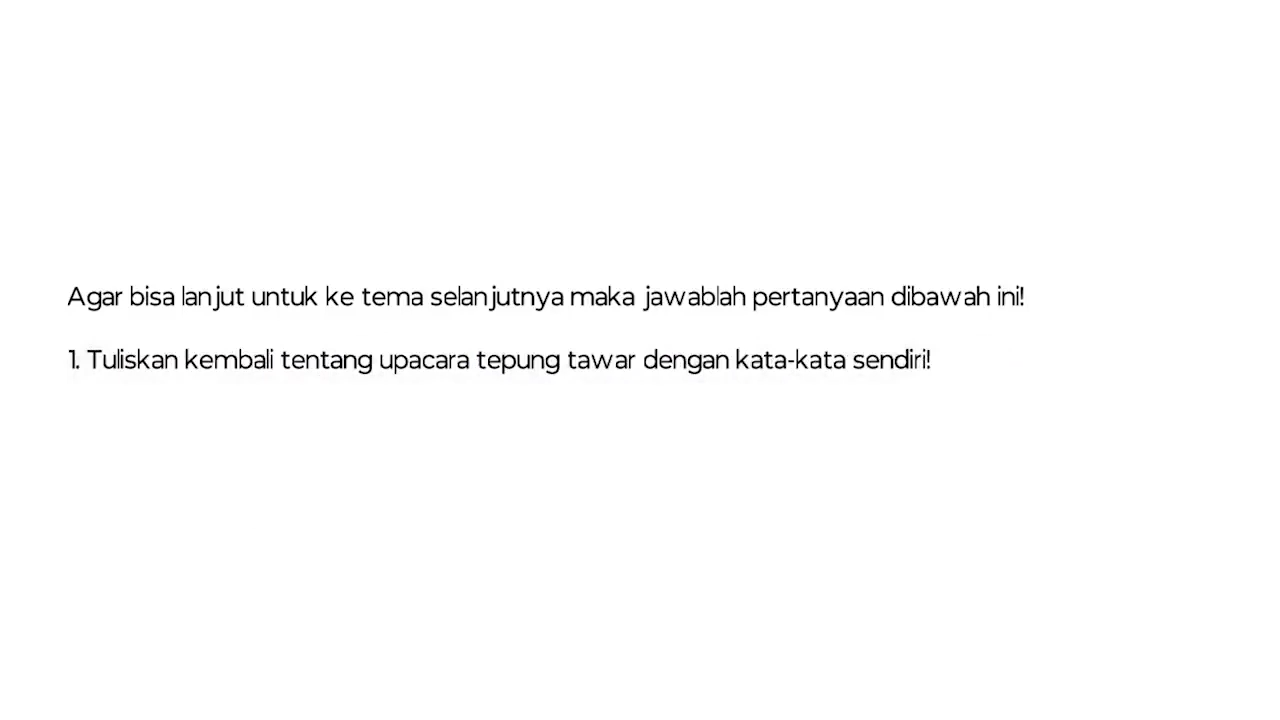 Agar bisa lanjut untuk ke tema selanjutnya maka jawablah pertanyaan dibawah ini!
1. Tuliskan kembali tentang upacara tepung tawar dengan kata-kata sendiri!